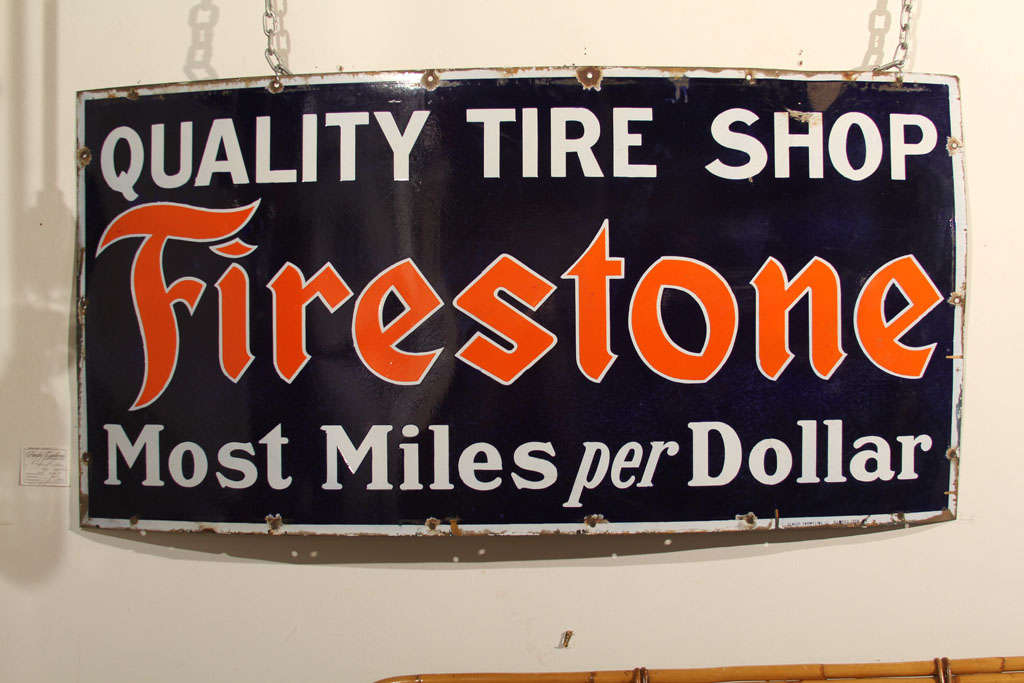 QUALITY TIRE SHOP
Firestone
Most Miles per Dollar